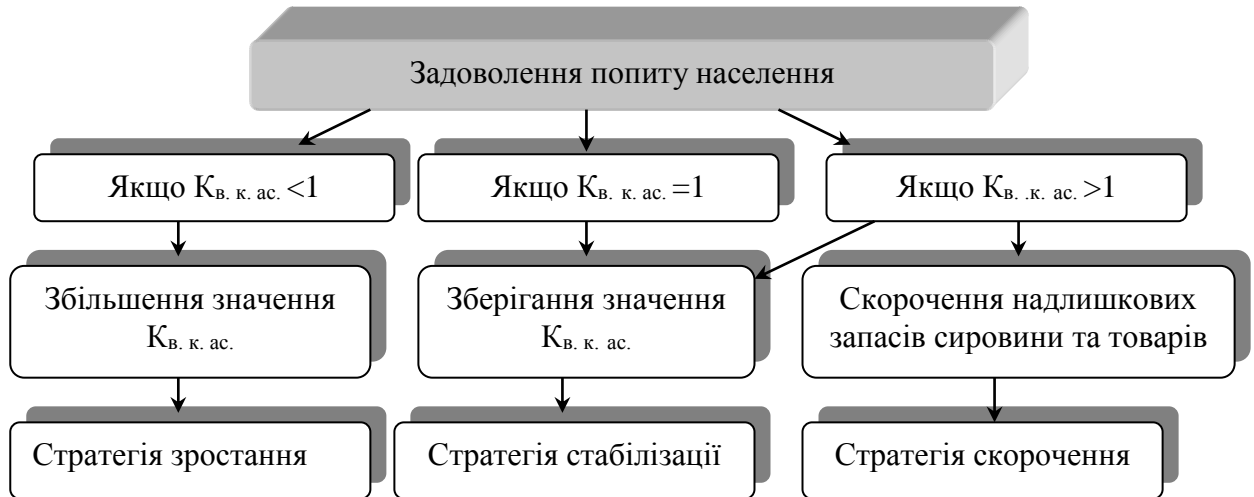 Задоволення попиту населення
Якщо Кв. к. ас. <1
Якщо Кв. к. ас. =1
Якщо Кв. .к. ас. >1
Збільшення значення
Кв. к. ас.
Зберігання значення
Кв. к. ас.
Скорочення надлишкових
запасів сировини та товарів
Стратегія зростання
Стратегія стабілізації
Стратегія скорочення